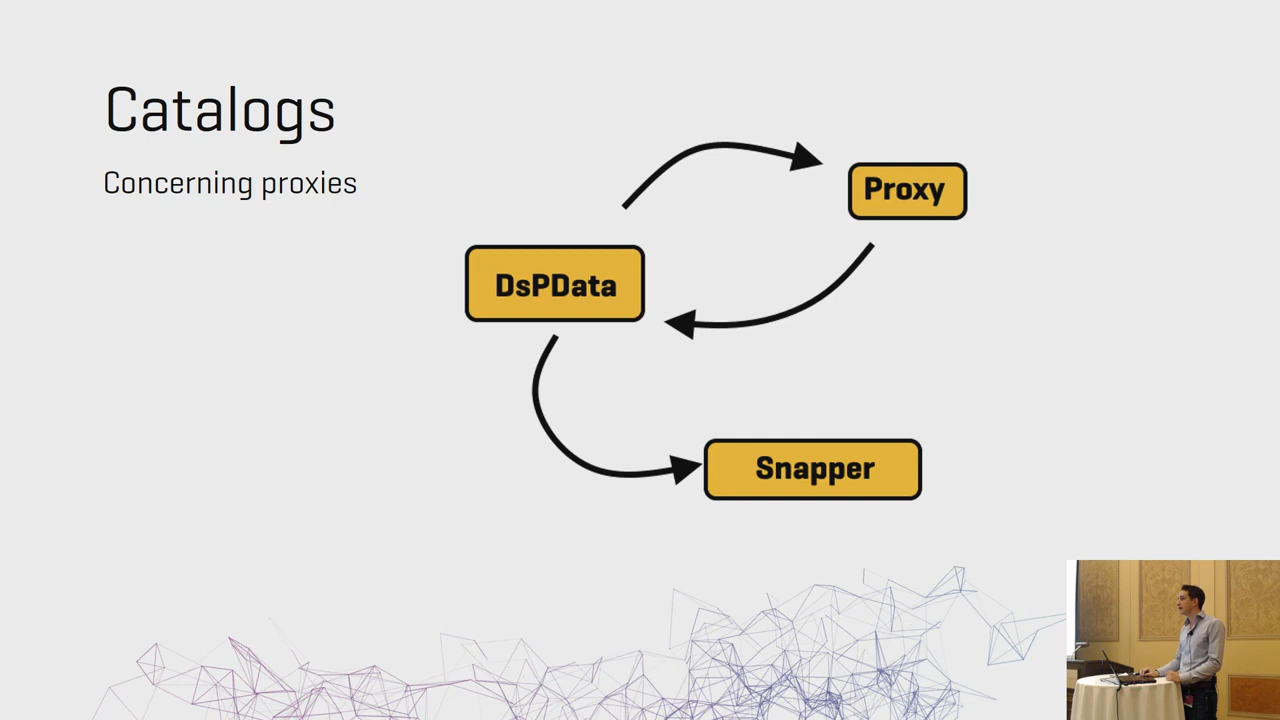 Catalogs
Concerning proxies
Proxy
DsPData
Snapper